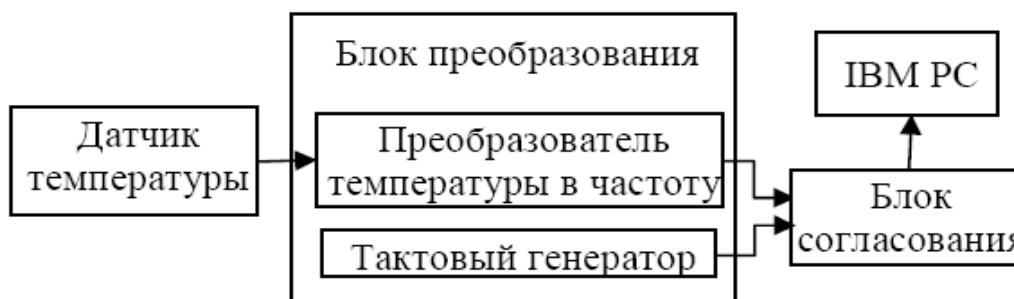 Блок преобразования
IBM PC
Датчик
температуры
Преобразователь
температуры в частоту
Блок
согласования
Тактовый генератор